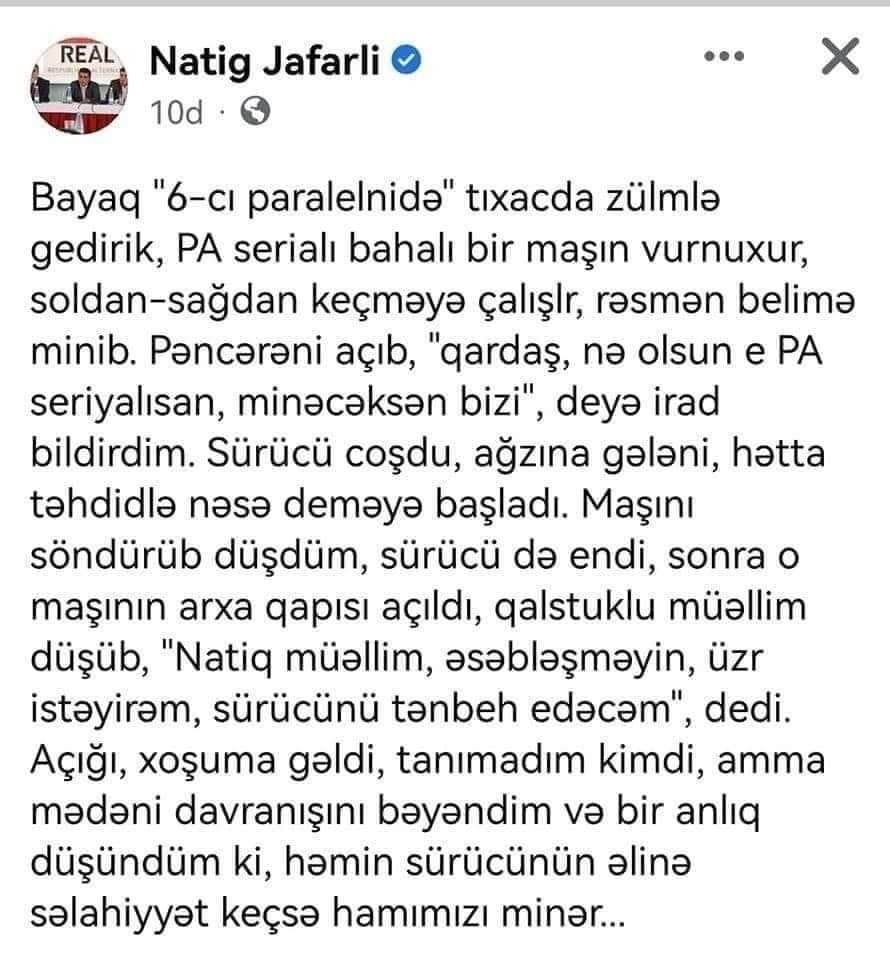 REAL
Natig Jafarli
10d ·
Bayaq "6-cı paralelnidə" tıxacda zülmlə
gedirik, PA serialı bahalı bir maşın vurnuxur,
soldan-sağdan keçməyə çalışlr, rəsmən belimə
minib. Pəncərəni açıb, "qardaş, nə olsun e PA
seriyalısan, minəcəksən bizi", deyə irad
bildirdim. Sürücü coşdu, ağzına gələni, hətta
təhdidlə nəsə deməyə başladı. Maşını
söndürüb düşdüm, sürücü də endi, sonra o
maşının arxa qapısı açıldı, qalstuklu müəllim
düşüb, "Natiq müəllim, əsəbləşməyin, üzr
istəyirəm, sürücünü tənbeh edəcəm", dedi.
Açığı, xoşuma gəldi, tanımadım kimdi, amma
mədəni davranışını bəyəndim və bir anlıq
düşündüm ki, həmin sürücünün əlinə
səlahiyyət keçsə hamımızı minər...